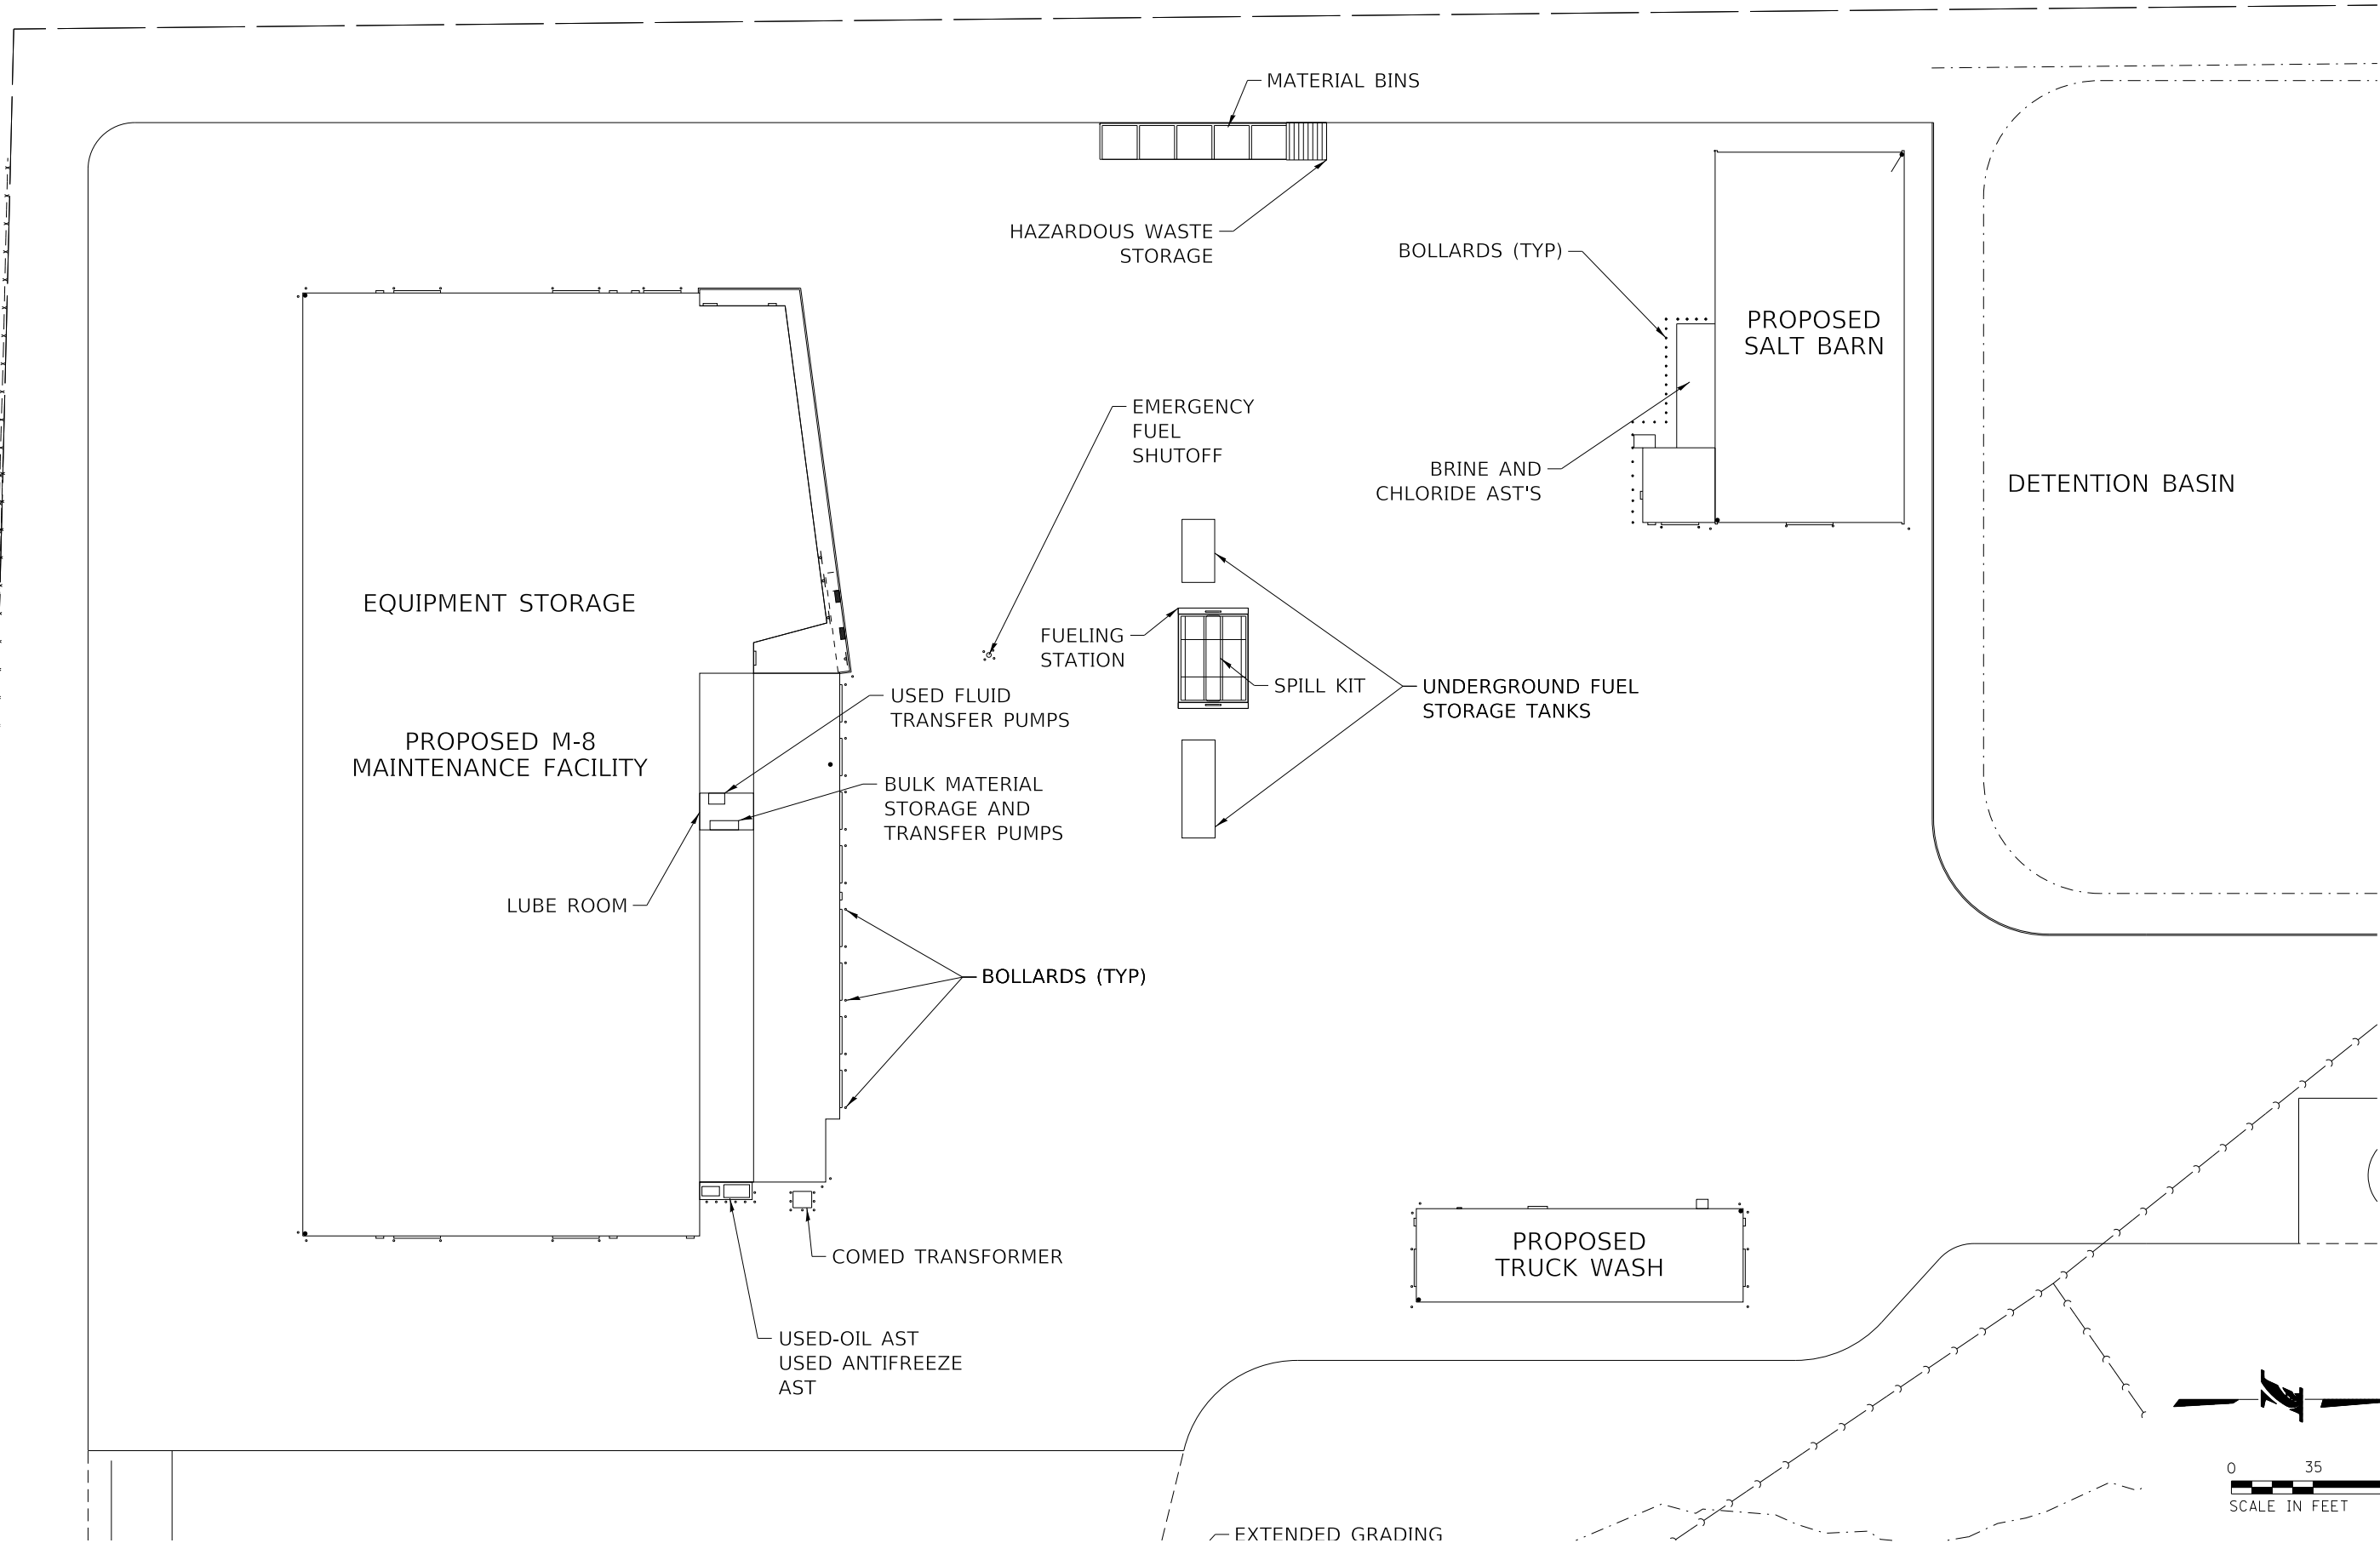 MATERIAL BINS
HAZARDOUS WASTE
STORAGE
BOLLARDS (TYP)
PROPOSED
SALT BARN
EMERGENCY
FUEL
SHUTOFF
BRINE AND
CHLORIDE AST'S
DETENTION BASIN
EQUIPMENT STORAGE
FUELING
STATION
SPILL KIT
UNDERGROUND FUEL
STORAGE TANKS
USED FLUID
TRANSFER PUMPS
PROPOSED M-8
MAINTENANCE FACILITY
BULK MATERIAL
STORAGE AND
TRANSFER PUMPS
LUBE ROOM
BOLLARDS (TYP)
PROPOSED
TRUCK WASH
COMED TRANSFORMER
USED-OIL AST
USED ANTIFREEZE
AST
0 35
SCALE IN FEET
EXTENDED GRADING